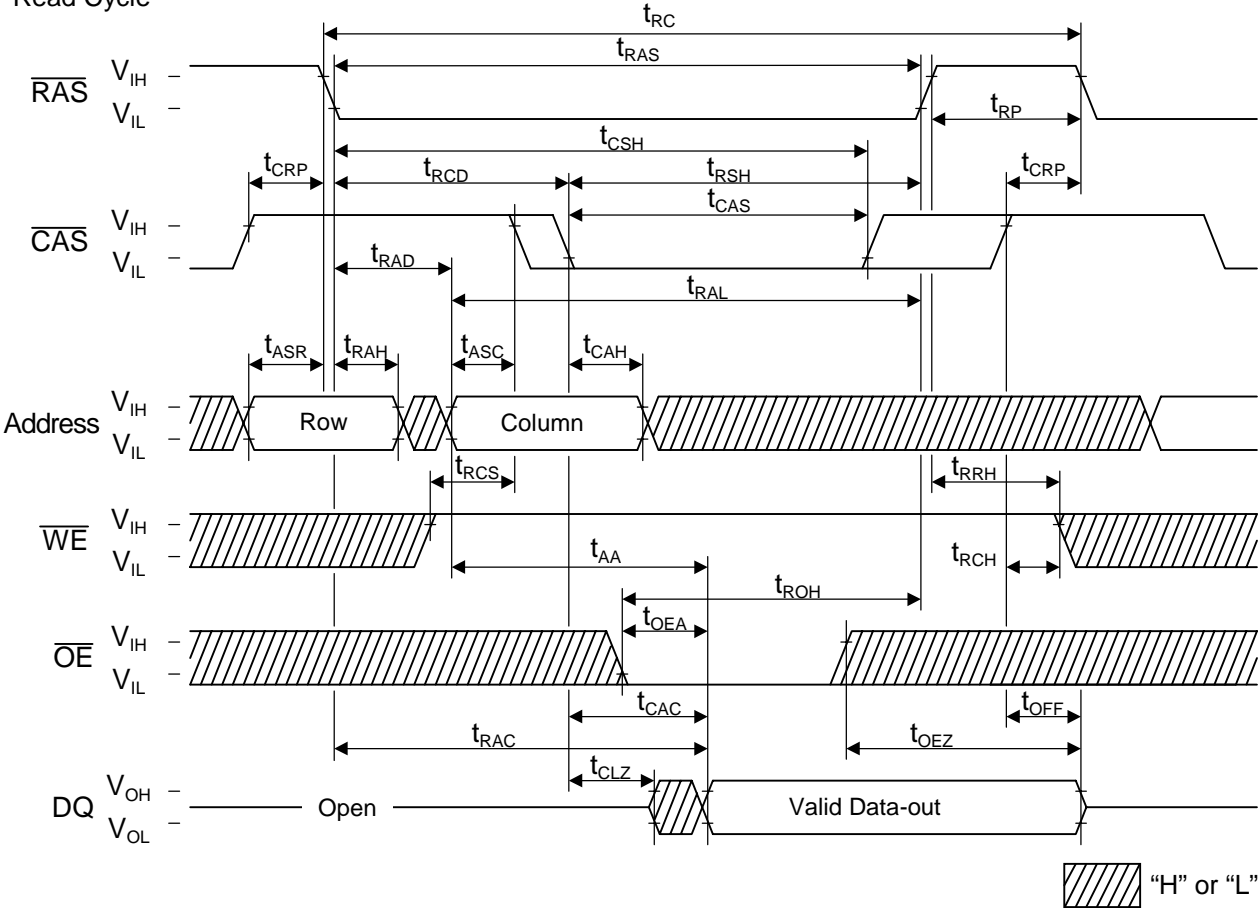 Read Cycle
tRC
RAS
VIH
VIL
tRAS
tRP
tCSH
tCRP
tRCD
tRSH
tCRP
CAS
VIH
VIL
tCAS
tRAD
tRAL
tASR
tRAH
tASC
tCAH
Address
VIH
VIL
Row
Column
tRCS
tRRH
WE
VIH
VIL
tAA
tRCH
tROH
OE
VIH
VIL
tOEA
tCAC
tOFF
tRAC
tOEZ
tCLZ
DQ
VOH
VOL
Open
Valid Data-out
“H” or “L”